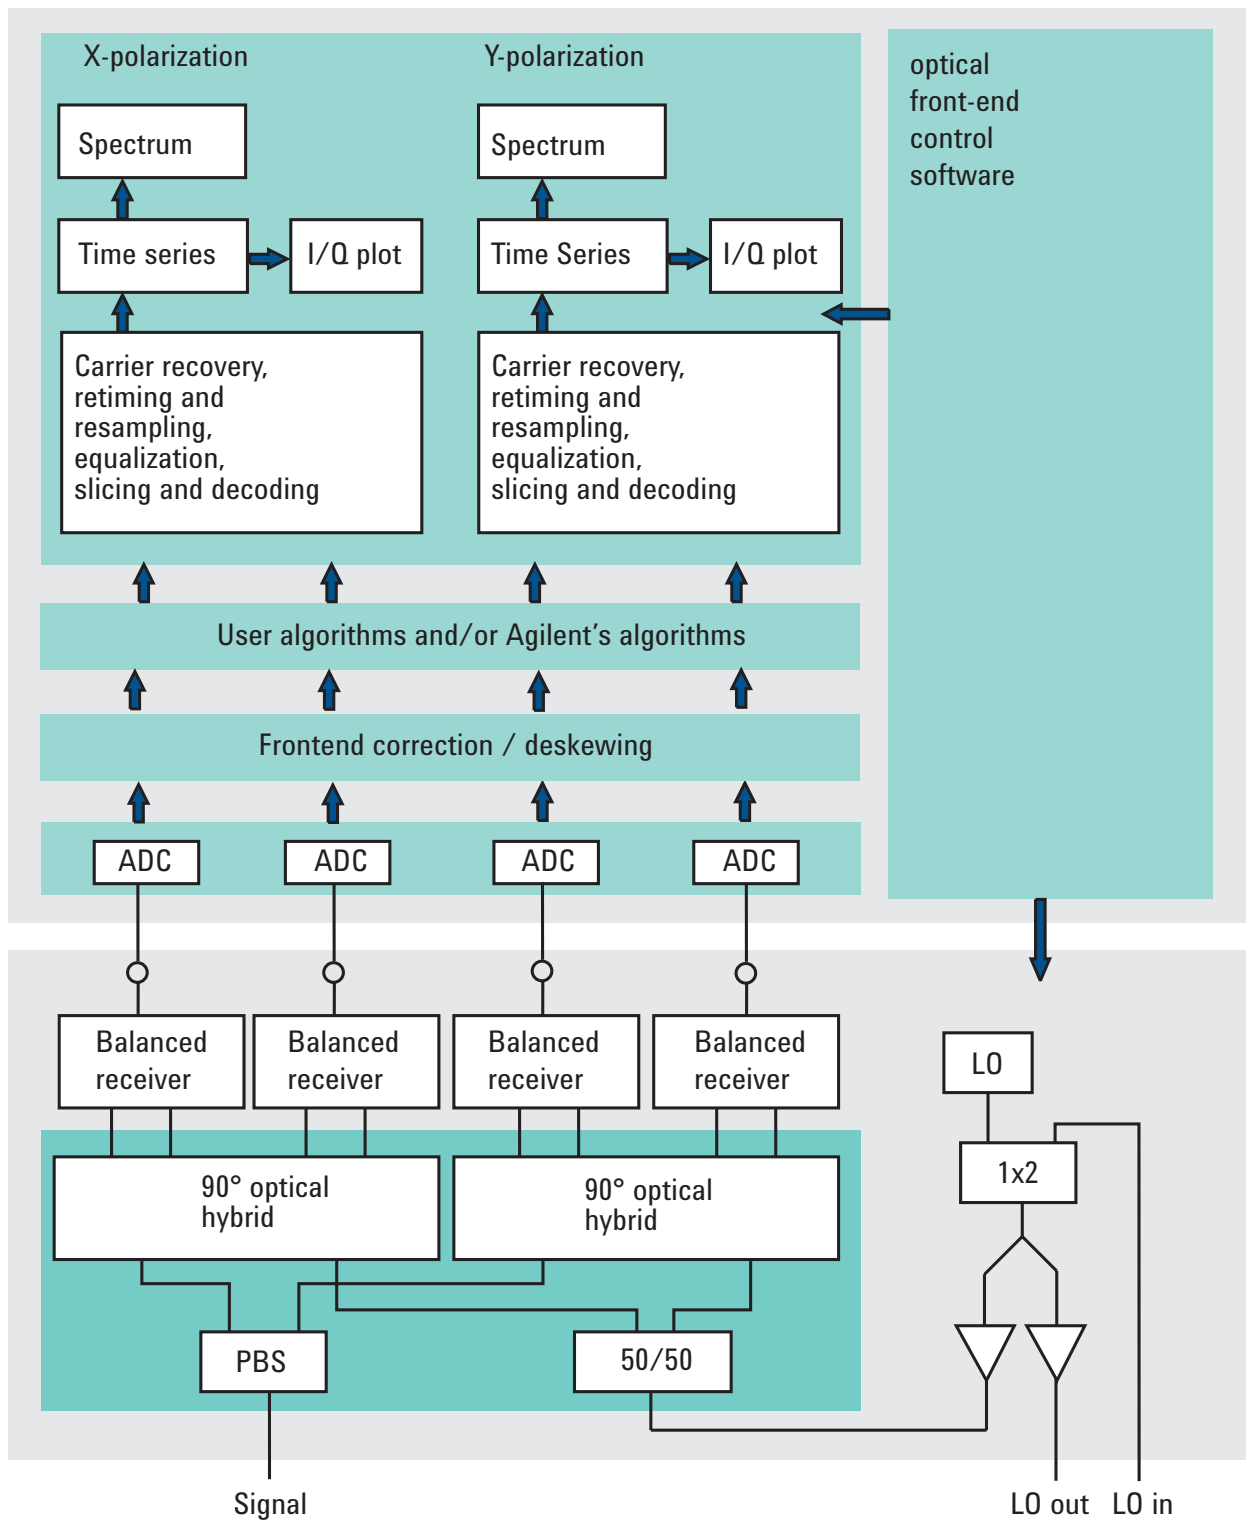 X-polarization
Y-polarization
optical
front-end
control
software
Spectrum
Spectrum
Time series
I/Q plot
Time Series
I/Q plot
Carrier recovery,
retiming and
resampling,
equalization,
slicing and decoding
Carrier recovery,
retiming and
resampling,
equalization,
slicing and decoding
User algorithms and/or Agilent's algorithms
Frontend correction / deskewing
ADC
ADC
ADC
ADC
Balanced
receiver
Balanced
receiver
Balanced
receiver
Balanced
receiver
LO
1x2
90° optical
hybrid
90° optical
hybrid
PBS
50/50
Signal
LO out
LO in